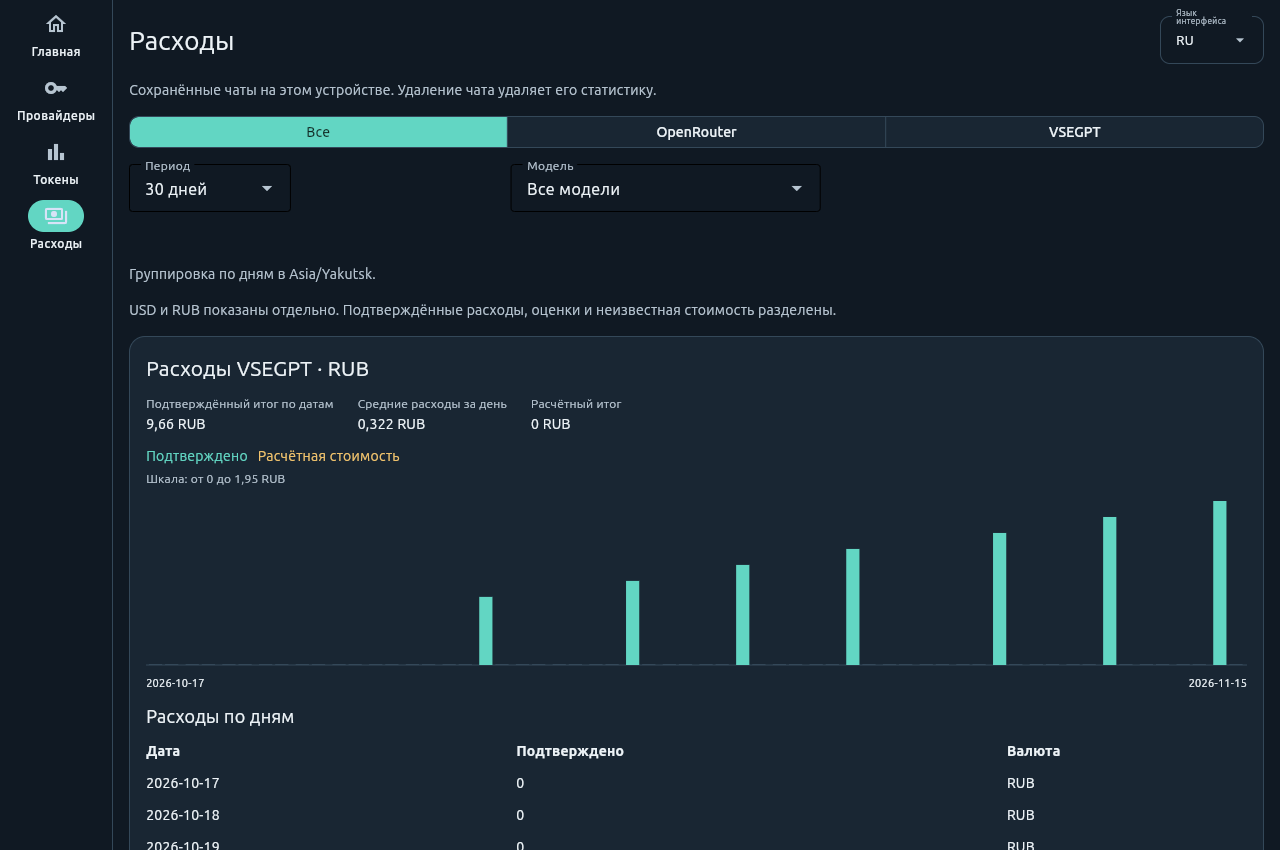 Главная
Провайдеры
Токены
Расходы
Расходы
Язык
интерфейса
RU
Сохранённые чаты на этом устройстве. Удаление чата удаляет его статистику.
Все OpenRouter VSEGPT
Период Модель
30 дней Все модели
Группировка по дням в Asia/Yakutsk.
USD и RUB показаны отдельно. Подтверждённые расходы, оценки и неизвестная стоимость разделены.
Расходы VSEGPT · RUB
Подтверждённый итог по датам Средние расходы за день Расчётный итог
9,66 RUB 0,322 RUB 0 RUB
Подтверждено Расчётная стоимость
Шкала: от 0 до 1,95 RUB
2026-10-17 2026-11-15
Расходы по дням
Дата Подтверждено Валюта
2026-10-17 0 RUB
2026-10-18 0 RUB
2026-10-19 0 RUB